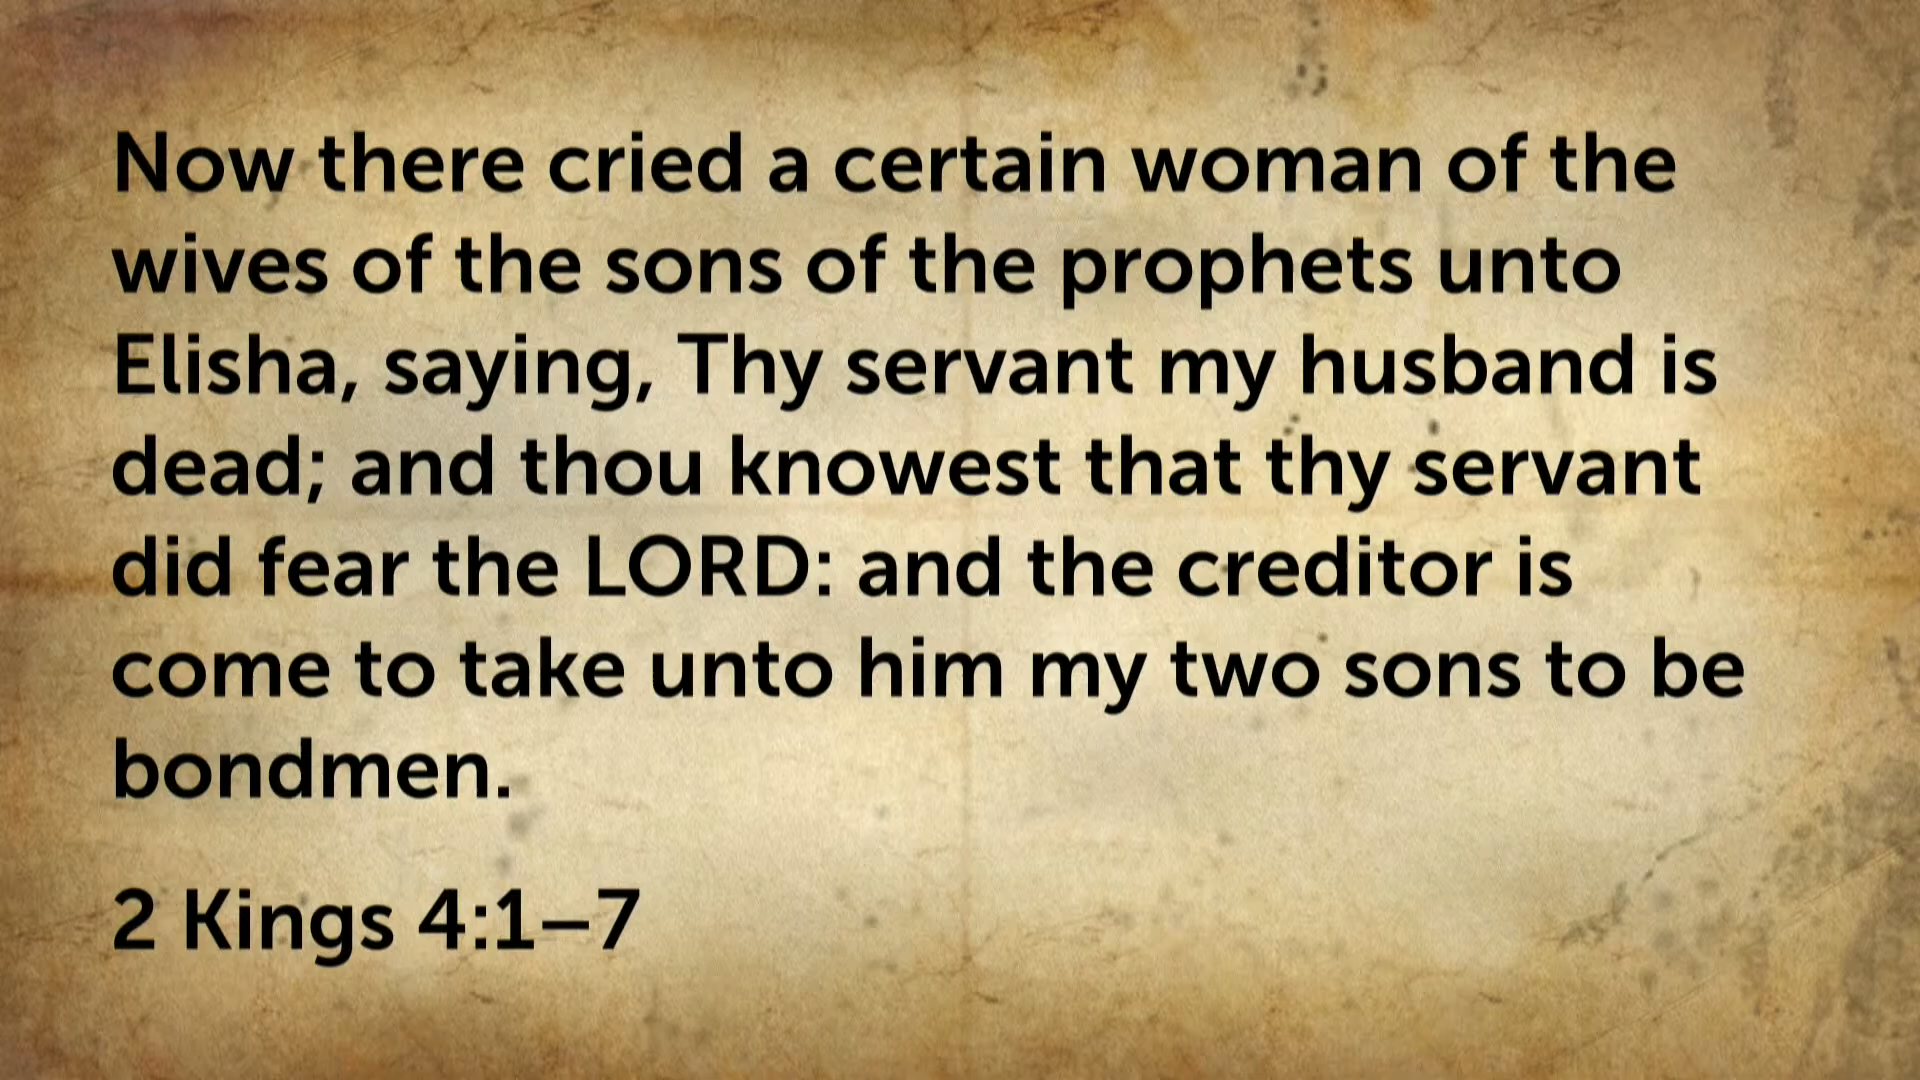 Now there cried a certain woman of the
wives of the sons of the prophets unto
Elisha, saying, Thy servant my husband is
dead; and thou knowest that thy servant
did fear the LORD: and the creditor is
come to take unto him my two sons to be
bondmen.
2 Kings 4:1–7